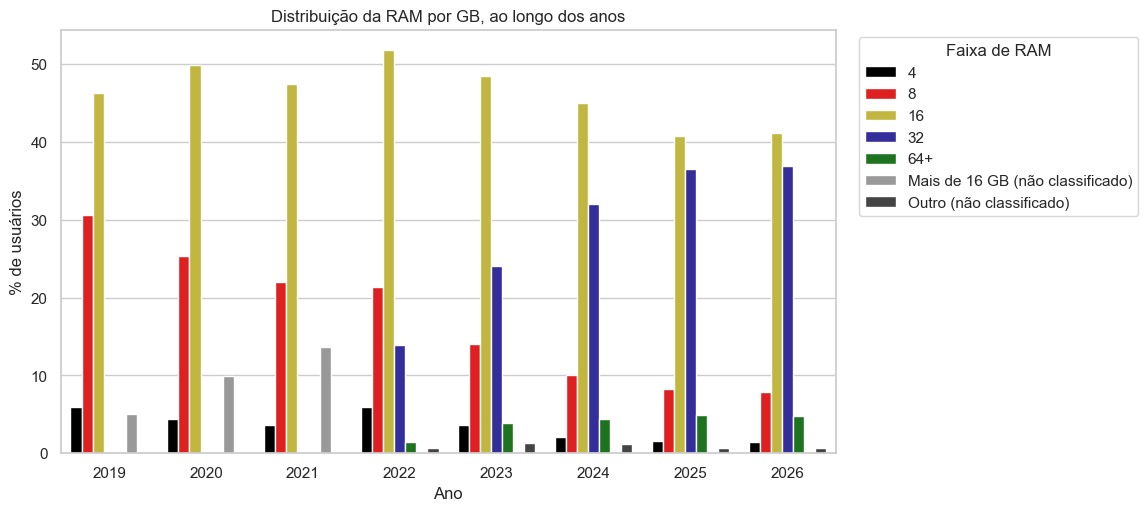 Distribuição da RAM por GB, ao longo dos anos
% de usuários
50
40
30
20
10
0
2019 2020 2021 2022 2023 2024 2025 2026
Ano
Faixa de RAM
4
8
16
32
64+
Mais de 16 GB (não classificado)
Outro (não classificado)